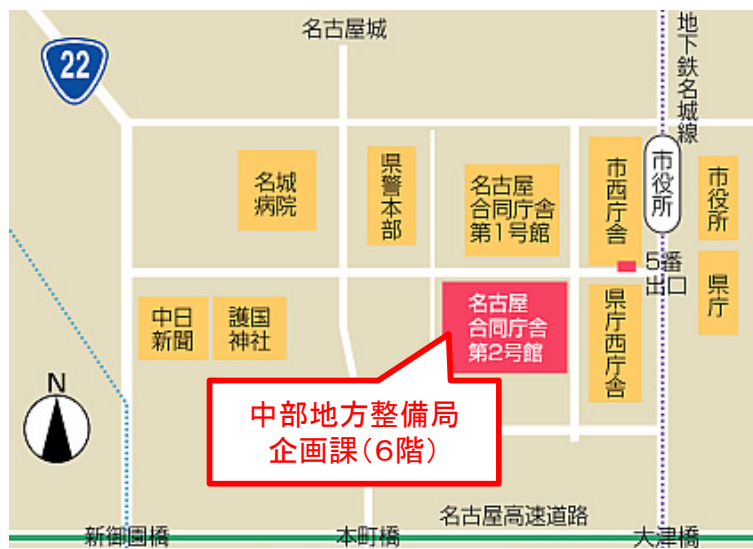 名古屋城
22
地下鉄名城線
市役所
名城
病院
県警本部
名古屋
合同庁舎
第1号館
市西庁舎
市役所
5番
出口
県庁
中日
新聞
護国
神社
名古屋
合同庁舎
第2号館
県庁西庁舎
N
中部地方整備局
企画課(6階)
名古屋高速道路
新御園橋
本町橋
大津橋